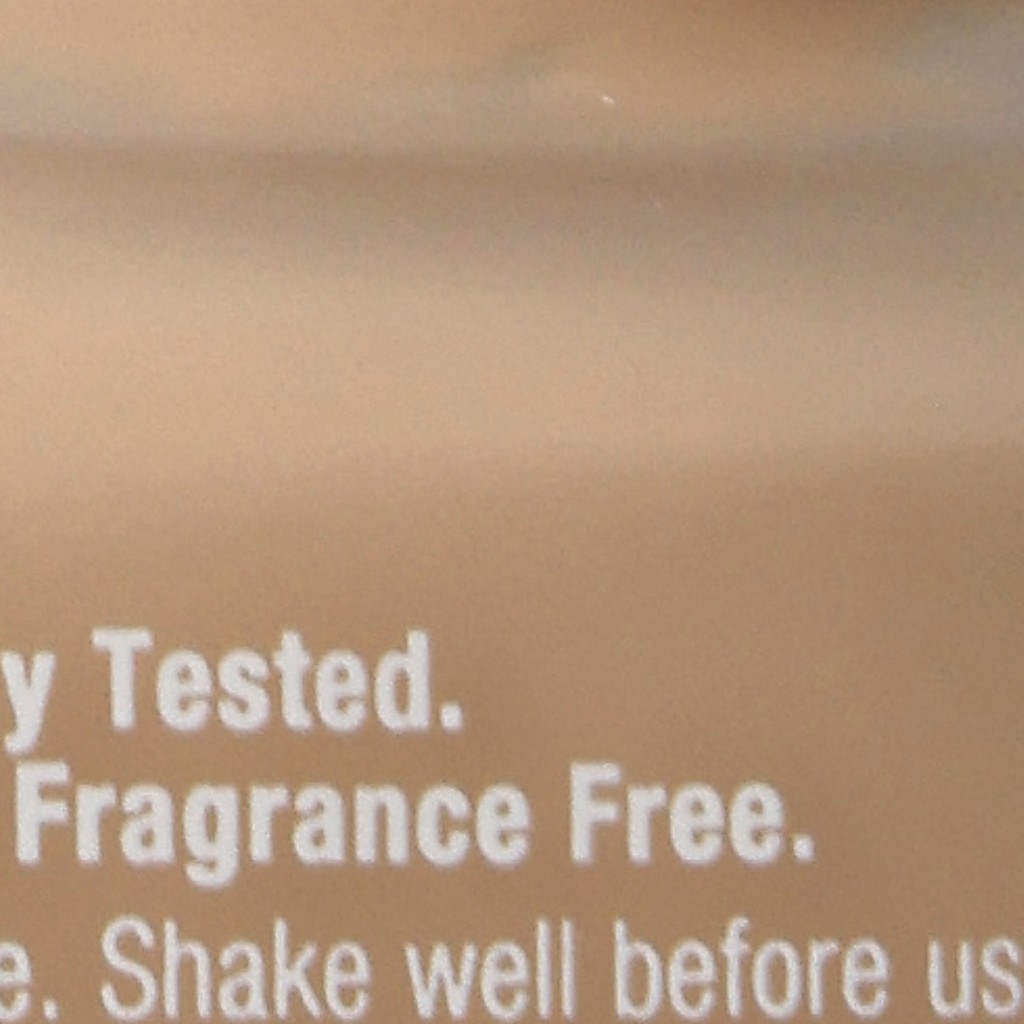 y Tested.
Fragrance Free.
e. Shake well before us